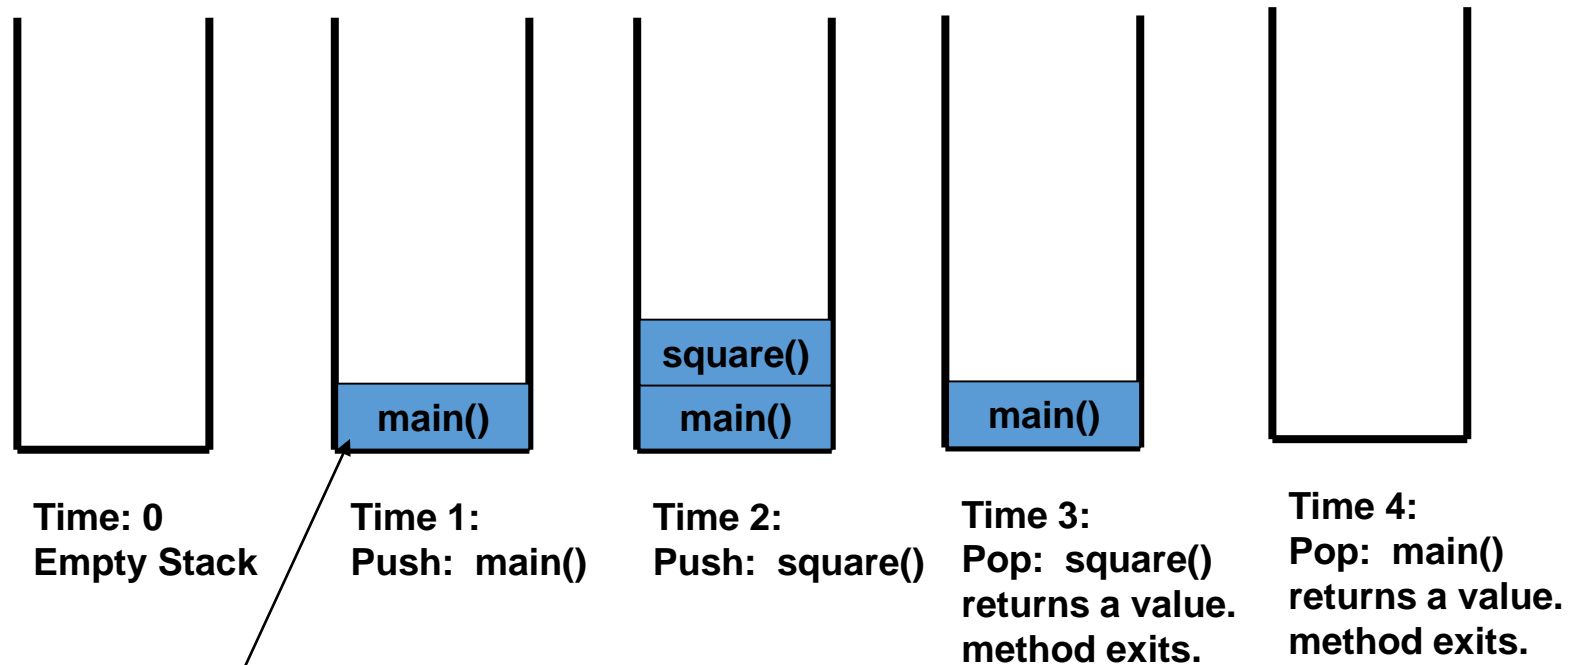 main()
square()
main()
main()
Time: 0
Empty Stack
Time 1:
Push: main()
Time 2:
Push: square()
Time 3:
Pop: square()
returns a value.
method exits.
Time 4:
Pop: main()
returns a value.
method exits.